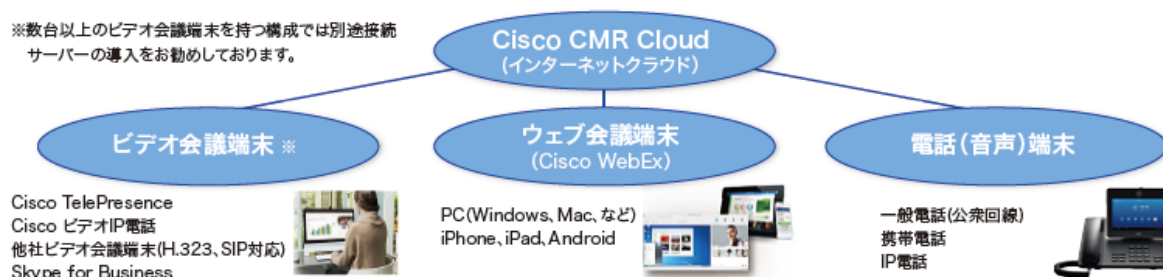 ※数台以上のビデオ会議端末を持つ構成では別途接続
サーバーの導入をお勧めしております。
Cisco CMR Cloud
(インターネットクラウド)
ビデオ会議端末 ※
ウェブ会議端末
(Cisco WebEx)
電話(音声)端末
Cisco TelePresence
Cisco ビデオIP電話
他社ビデオ会議端末(H.323、SIP対応)
Skype for Business
PC(Windows、Mac、など)
iPhone、iPad、Android
一般電話(公衆回線)
携帯電話
IP電話